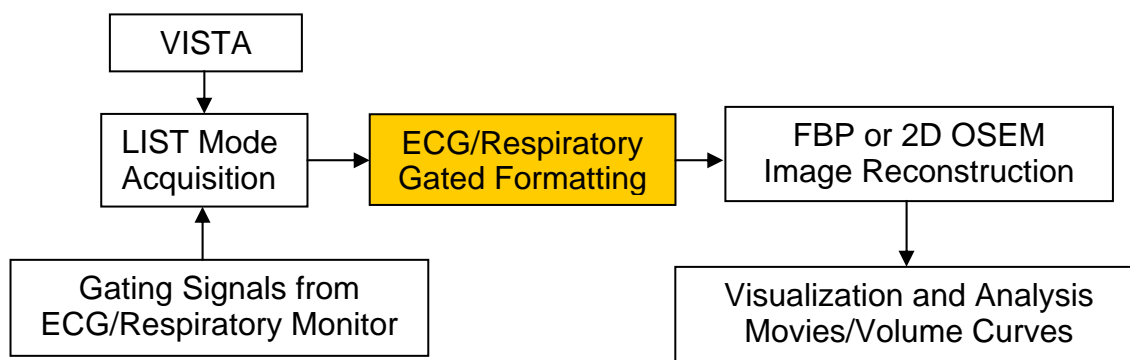 VISTA
LIST Mode
Acquisition
ECG/Respiratory
Gated Formatting
FBP or 2D OSEM
Image Reconstruction
Gating Signals from
ECG/Respiratory Monitor
Visualization and Analysis
Movies/Volume Curves